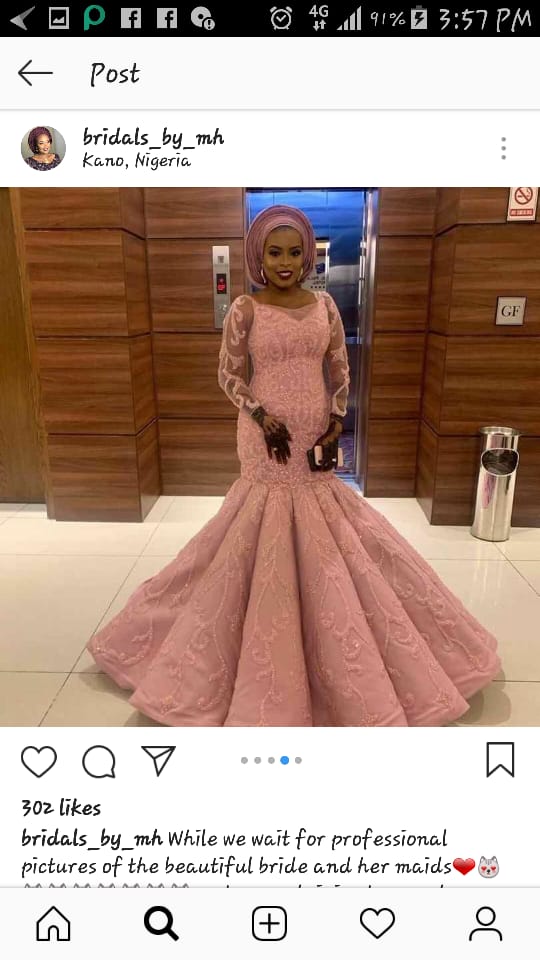 4G 91% 3:57 PM
Post
bridals_by_mh
Kano, Nigeria
GF
302 likes
bridals_by_mh While we wait for professional
pictures of the beautiful bride and her maids❤️😻